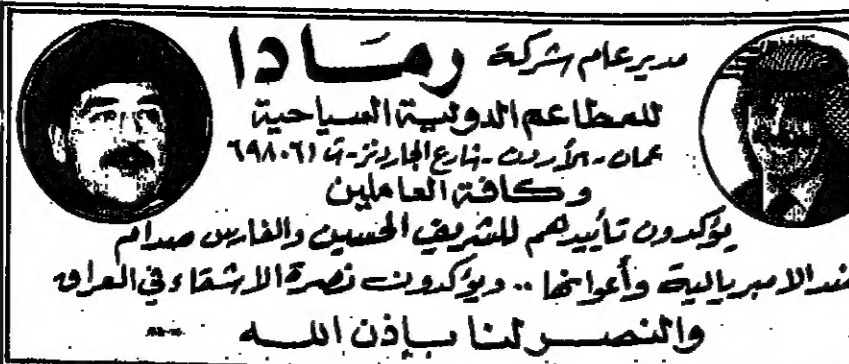 مدير عام شركة رمادا
للمطاعم الدولية السياحية
عمان - الأردن - شارع الجاردنز - ت ٦٩٨٠٦١
وكافة العاملين
يؤكدون تأييدهم للشريف الحسين والفارس صدام
ضد الامبريالية وأعوانها .. ويؤكدون نصرة الاشقاء في العراق
والنصر لنا بإذن الله